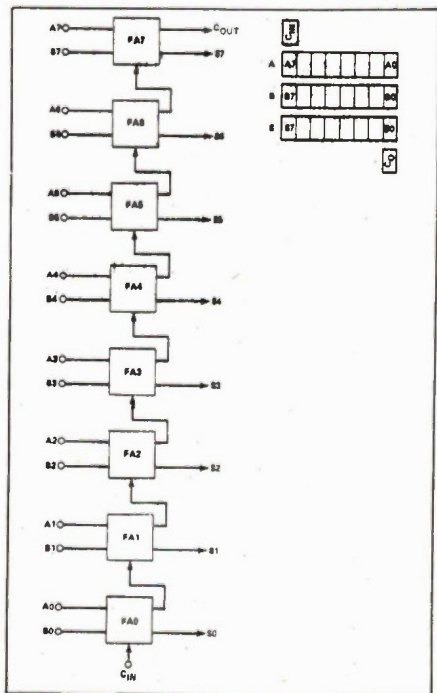 A7 FA7 COUT
B7 S7
A6 FA6
B6 S6
A5 FA5
B5 S5
A4 FA4
B4 S4
A3 FA3
B3 S3
A2 FA2
B2 S2
A1 FA1
B1 S1
A0 FA0
B0 S0
CIN
CIN
A A7 A0
B B7 B0
S S7 S0
CO